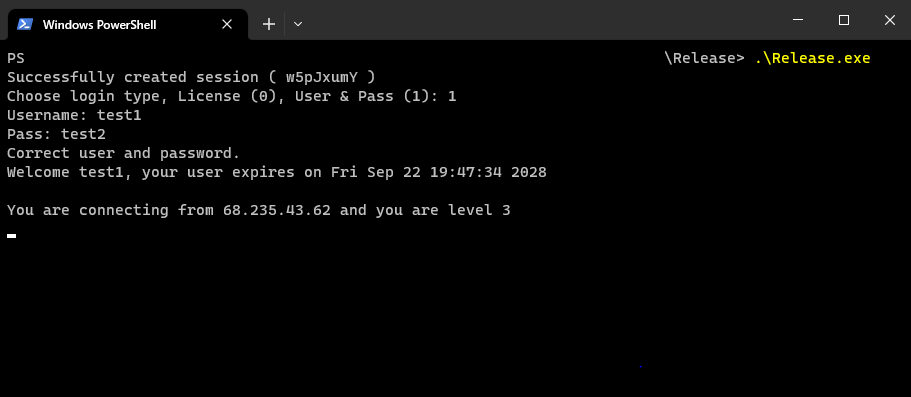 Windows PowerShell
PS \Release> .\Release.exe
Successfully created session ( w5pJxumY )
Choose login type, License (0), User & Pass (1): 1
Username: test1
Pass: test2
Correct user and password.
Welcome test1, your user expires on Fri Sep 22 19:47:34 2028
You are connecting from 68.235.43.62 and you are level 3